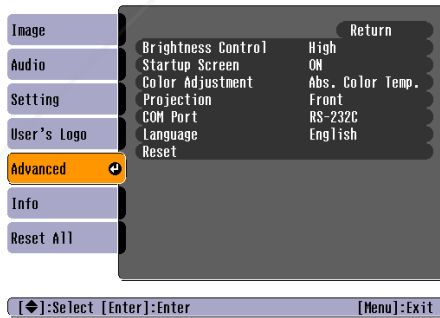 Image
Audio
Setting
User's Logo
Advanced
Info
Reset All
Return
Brightness Control High
Startup Screen ON
Color Adjustment Abs. Color Temp.
Projection Front
COM Port RS-232C
Language English
Reset
[◆]:Select [Enter]:Enter [Menu]:Exit